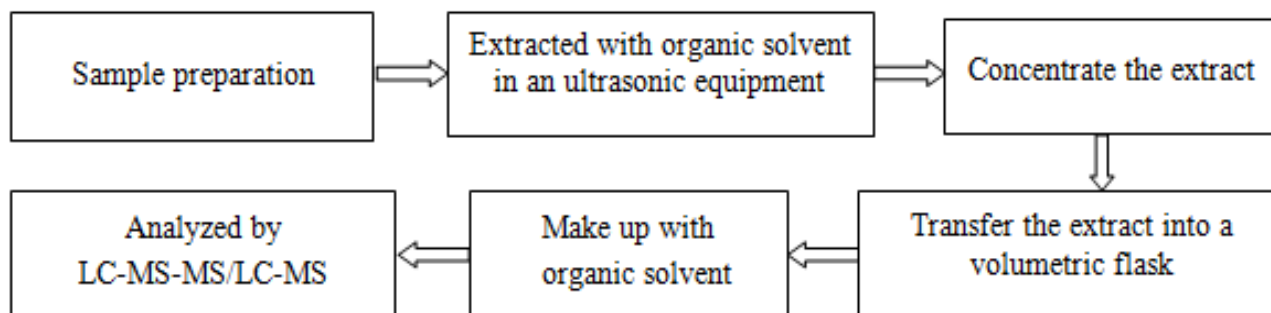 Sample preparation
Extracted with organic solvent
in an ultrasonic equipment
Concentrate the extract
Transfer the extract into a
volumetric flask
Make up with
organic solvent
Analyzed by
LC-MS-MS/LC-MS